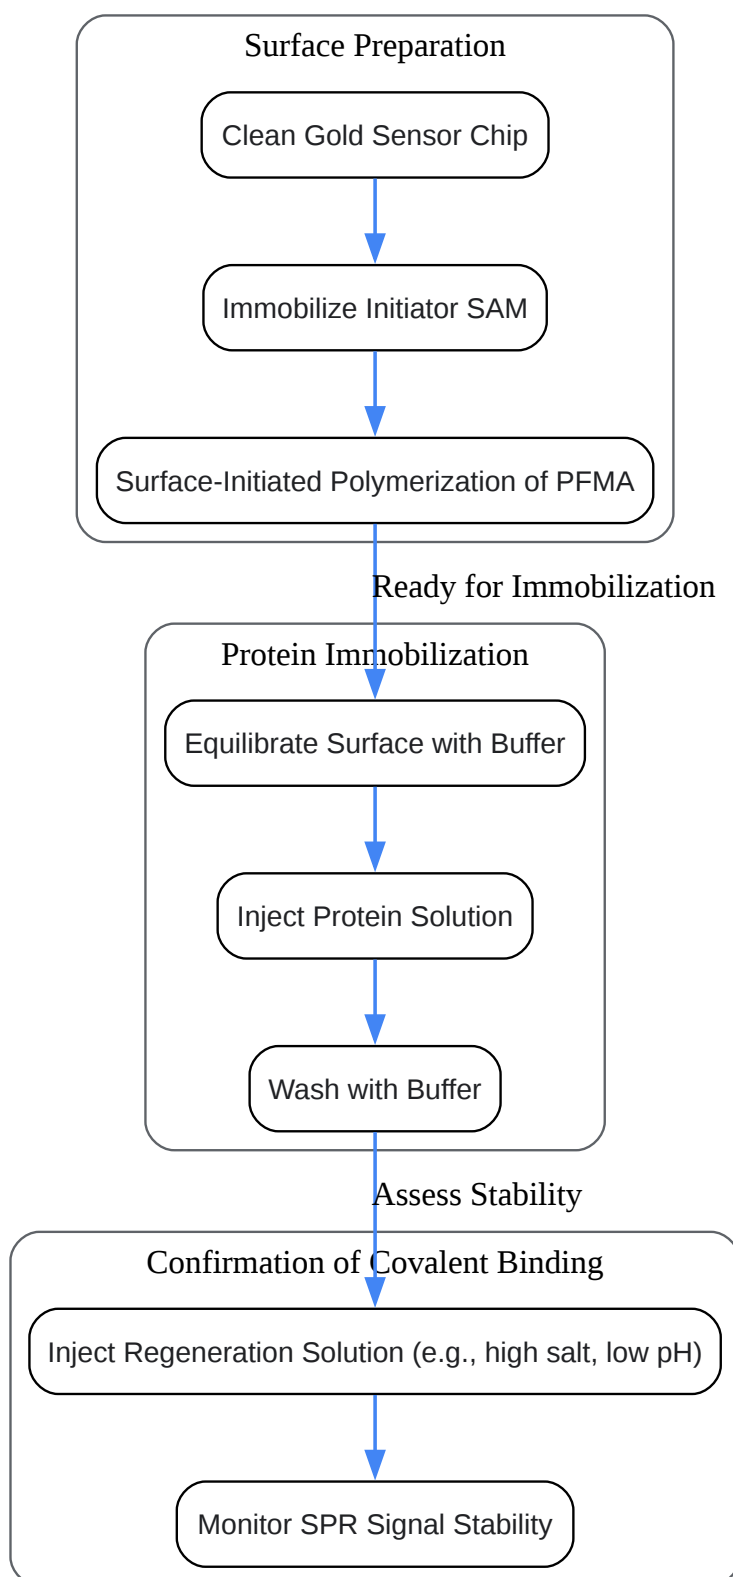 Surface Preparation
Clean Gold Sensor Chip
Immobilize Initiator SAM
Surface-Initiated Polymerization of PFMA
Ready for Immobilization
Protein Immobilization
Equilibrate Surface with Buffer
Inject Protein Solution
Wash with Buffer
Assess Stability
Confirmation of Covalent Binding
Inject Regeneration Solution (e.g., high salt, low pH)
Monitor SPR Signal Stability